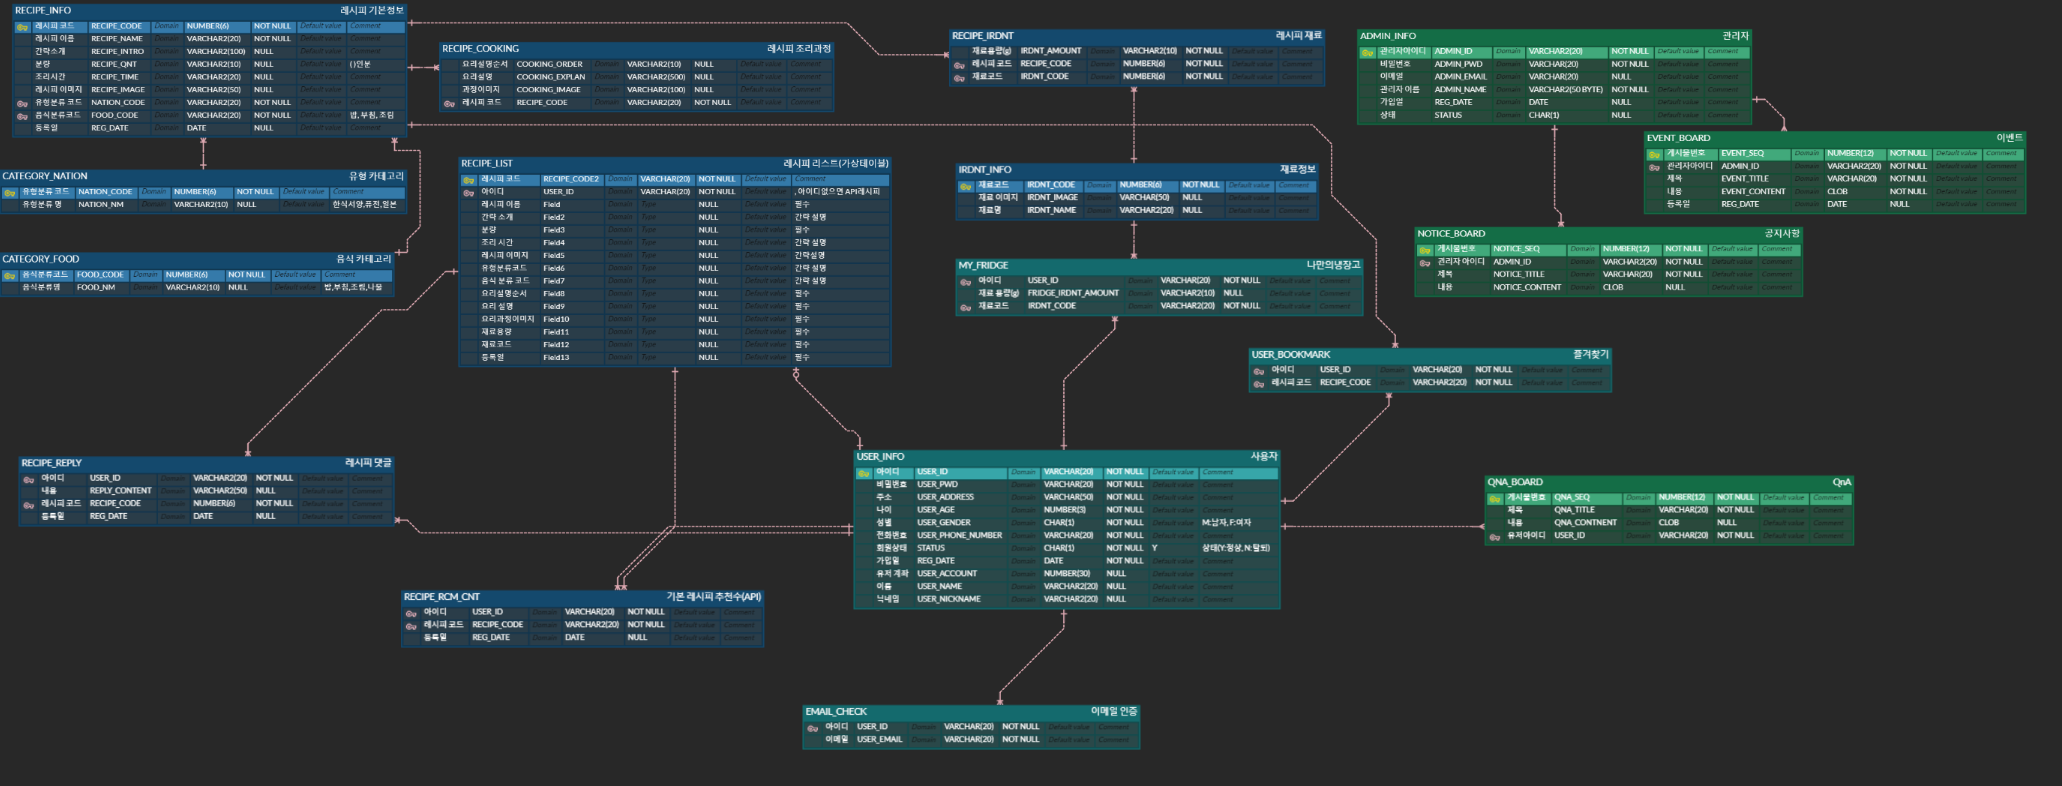 RECIPE_INFO 레시피 기본정보
레시피 코드 RECIPE_CODE Domain NUMBER(6) NOT NULL Default value Comment
레시피 이름 RECIPE_NAME Domain VARCHAR2(20) NOT NULL Default value Comment
간략소개 RECIPE_INTRO Domain VARCHAR2(100) NULL Default value Comment
분량 RECIPE_QNT Domain VARCHAR2(10) NULL Default value ()인분
조리시간 RECIPE_TIME Domain VARCHAR2(20) NULL Default value Comment
레시피 이미지 RECIPE_IMAGE Domain VARCHAR2(50) NULL Default value Comment
유형분류 코드 NATION_CODE Domain VARCHAR2(20) NOT NULL Default value Comment
음식분류코드 FOOD_CODE Domain VARCHAR2(20) NOT NULL Default value 밥, 부침, 조림
등록일 REG_DATE Domain DATE NULL Default value Comment
RECIPE_COOKING 레시피 조리과정
요리설명순서 COOKING_ORDER Domain VARCHAR2(10) NULL Default value Comment
요리설명 COOKING_EXPLAN Domain VARCHAR2(500) NULL Default value Comment
과정이미지 COOKING_IMAGE Domain VARCHAR2(100) NULL Default value Comment
레시피 코드 RECIPE_CODE Domain VARCHAR2(20) NOT NULL Default value Comment
RECIPE_IRDNT 레시피 재료
재료용량(g) IRDNT_AMOUNT Domain VARCHAR2(10) NOT NULL Default value Comment
레시피 코드 RECIPE_CODE Domain NUMBER(6) NOT NULL Default value Comment
재료코드 IRDNT_CODE Domain NUMBER(6) NOT NULL Default value Comment
ADMIN_INFO 관리자
관리자아이디 ADMIN_ID Domain VARCHAR2(20) NOT NULL Default value Comment
비밀번호 ADMIN_PWD Domain VARCHAR(20) NOT NULL Default value Comment
이메일 ADMIN_EMAIL Domain VARCHAR(20) NULL Default value Comment
관리자 이름 ADMIN_NAME Domain VARCHAR2(50 BYTE) NOT NULL Default value Comment
가입일 REG_DATE Domain DATE NULL Default value Comment
상태 STATUS Domain CHAR(1) NULL Default value Comment
EVENT_BOARD 이벤트
게시물번호 EVENT_SEQ Domain NUMBER(12) NOT NULL Default value Comment
관리자아이디 ADMIN_ID Domain VARCHAR2(20) NOT NULL Default value Comment
제목 EVENT_TITLE Domain VARCHAR(20) NOT NULL Default value Comment
내용 EVENT_CONTENT Domain CLOB NULL Default value Comment
등록일 REG_DATE Domain DATE NULL Default value Comment
CATEGORY_NATION 유형 카테고리
유형분류 코드 NATION_CODE Domain NUMBER(6) NOT NULL Default value Comment
유형분류 명 NATION_NM Domain VARCHAR2(10) NULL Default value 한식서양,퓨전,일본
CATEGORY_FOOD 음식 카테고리
음식분류코드 FOOD_CODE Domain NUMBER(6) NOT NULL Default value Comment
음식분류명 FOOD_NM Domain VARCHAR2(10) NULL Default value 밥,부침,조림,나물
RECIPE_LIST 레시피 리스트(가상테이블)
레시피 코드 RECIPE_CODE2 Domain VARCHAR(20) NOT NULL Default value Comment
아이디 USER_ID Domain VARCHAR(20) NOT NULL Default value , 아이디없으면 API레시피
레시피 이름 Field Domain Type NULL Default value 필수
간략 소개 Field2 Domain Type NULL Default value 간략 설명
분량 Field3 Domain Type NULL Default value 필수
조리 시간 Field4 Domain Type NULL Default value 간략 설명
레시피 이미지 Field5 Domain Type NULL Default value 간략설명
유형분류코드 Field6 Domain Type NULL Default value 간략 설명
음식 분류 코드 Field7 Domain Type NULL Default value 간략 설명
요리설명순서 Field8 Domain Type NULL Default value 필수
요리 설명 Field9 Domain Type NULL Default value 필수
요리과정이미지 Field10 Domain Type NULL Default value 필수
재료용량 Field11 Domain Type NULL Default value 필수
재료코드 Field12 Domain Type NULL Default value 필수
등록일 Field13 Domain Type NULL Default value 필수
IRDNT_INFO 재료정보
재료코드 IRDNT_CODE Domain NUMBER(6) NOT NULL Default value Comment
재료 이미지 IRDNT_IMAGE Domain VARCHAR(50) NULL Default value Comment
재료명 IRDNT_NAME Domain VARCHAR2(20) NULL Default value Comment
NOTICE_BOARD 공지사항
게시물번호 NOTICE_SEQ Domain NUMBER(12) NOT NULL Default value Comment
관리자 아이디 ADMIN_ID Domain VARCHAR2(20) NOT NULL Default value Comment
제목 NOTICE_TITLE Domain VARCHAR(20) NOT NULL Default value Comment
내용 NOTICE_CONTENT Domain CLOB NULL Default value Comment
MY_FRIDGE 나만의냉장고
아이디 USER_ID Domain VARCHAR(20) NOT NULL Default value Comment
재료 용량(g) FRIDGE_IRDNT_AMOUNT Domain VARCHAR2(10) NULL Default value Comment
재료코드 IRDNT_CODE Domain VARCHAR2(20) NOT NULL Default value Comment
USER_BOOKMARK 즐겨찾기
아이디 USER_ID Domain VARCHAR(20) NOT NULL Default value Comment
레시피 코드 RECIPE_CODE Domain VARCHAR2(20) NOT NULL Default value Comment
RECIPE_REPLY 레시피 댓글
아이디 USER_ID Domain VARCHAR2(20) NOT NULL Default value Comment
내용 REPLY_CONTENT Domain VARCHAR2(50) NULL Default value Comment
레시피 코드 RECIPE_CODE Domain NUMBER(6) NOT NULL Default value Comment
등록일 REG_DATE Domain DATE NULL Default value Comment
USER_INFO 사용자
아이디 USER_ID Domain VARCHAR(20) NOT NULL Default value Comment
비밀번호 USER_PWD Domain VARCHAR(20) NOT NULL Default value Comment
주소 USER_ADDRESS Domain VARCHAR(50) NOT NULL Default value Comment
나이 USER_AGE Domain NUMBER(3) NOT NULL Default value Comment
성별 USER_GENDER Domain CHAR(1) NOT NULL Default value M:남자, F:여자
전화번호 USER_PHONE_NUMBER Domain VARCHAR(20) NOT NULL Default value Comment
회원상태 STATUS Domain CHAR(1) NOT NULL Y 상태(Y:정상, N:탈퇴)
가입일 REG_DATE Domain DATE NOT NULL Default value Comment
유저 계좌 USER_ACCOUNT Domain NUMBER(30) NULL Default value Comment
이름 USER_NAME Domain VARCHAR2(20) NULL Default value Comment
닉네임 USER_NICKNAME Domain VARCHAR2(20) NULL Default value Comment
QNA_BOARD QnA
게시물번호 QNA_SEQ Domain NUMBER(12) NOT NULL Default value Comment
제목 QNA_TITLE Domain VARCHAR(20) NOT NULL Default value Comment
내용 QNA_CONTNENT Domain CLOB NULL Default value Comment
유저아이디 USER_ID Domain VARCHAR(20) NOT NULL Default value Comment
RECIPE_RCM_CNT 기본 레시피 추천수(API)
아이디 USER_ID Domain VARCHAR(20) NOT NULL Default value Comment
레시피 코드 RECIPE_CODE Domain VARCHAR2(20) NOT NULL Default value Comment
등록일 REG_DATE Domain DATE NULL Default value Comment
EMAIL_CHECK 이메일 인증
아이디 USER_ID Domain VARCHAR(20) NOT NULL Default value Comment
이메일 USER_EMAIL Domain VARCHAR(20) NOT NULL Default value Comment